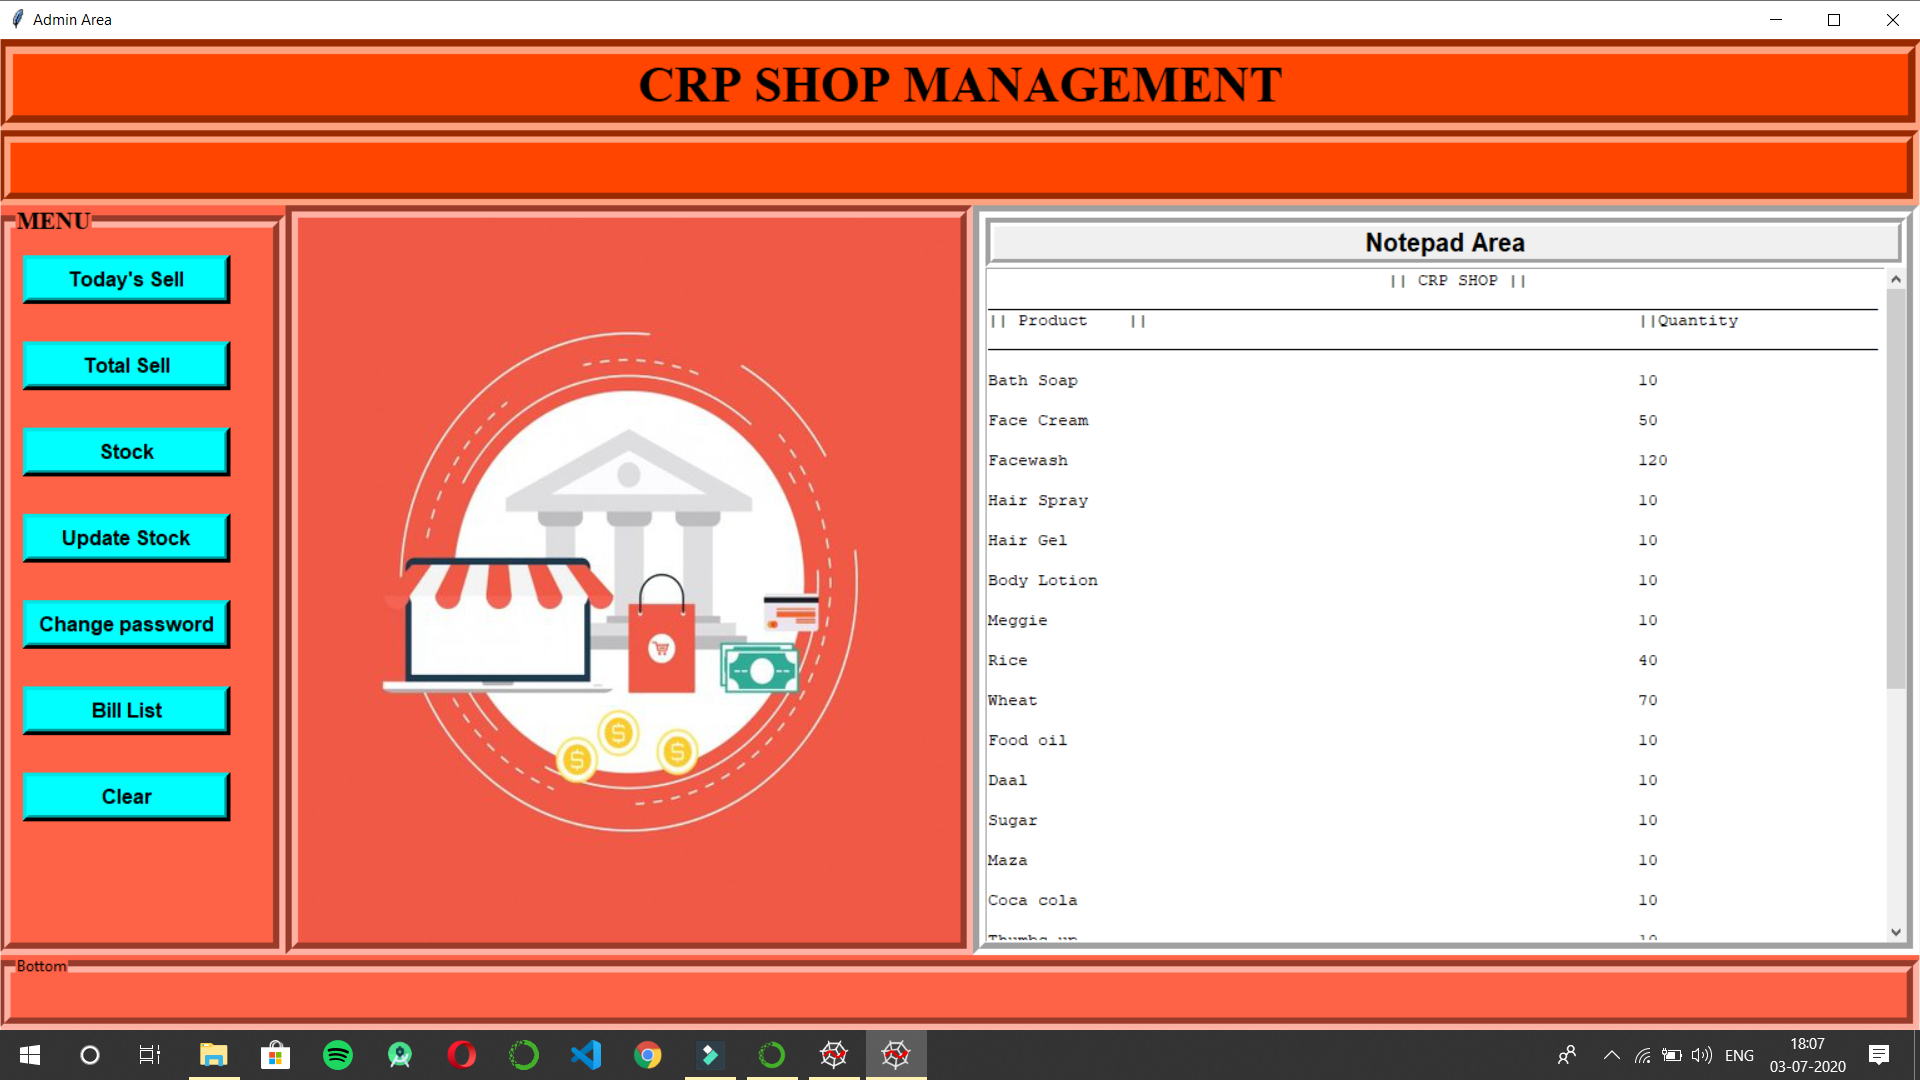 Admin Area
CRP SHOP MANAGEMENT
MENU
Today's Sell
Total Sell
Stock
Update Stock
Change password
Bill List
Clear
Notepad Area
|| CRP SHOP ||
|| Product || ||Quantity
Bath Soap 10
Face Cream 50
Facewash 120
Hair Spray 10
Hair Gel 10
Body Lotion 10
Meggie 10
Rice 40
Wheat 70
Food oil 10
Daal 10
Sugar 10
Maza 10
Coca cola 10
Thumbs up 10
Bottom
ENG
18:07
03-07-2020